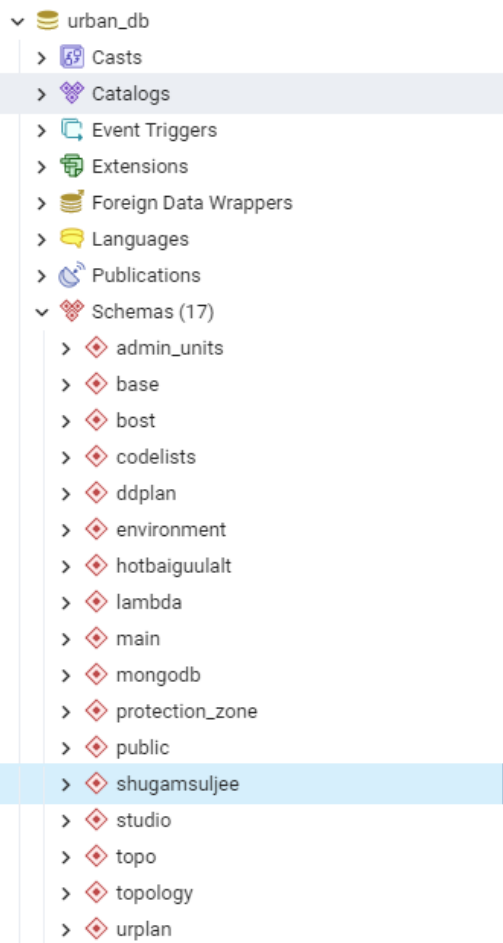 urban_db
Casts
Catalogs
Event Triggers
Extensions
Foreign Data Wrappers
Languages
Publications
Schemas (17)
admin_units
base
bost
codelists
ddplan
environment
hotbaiguulalt
lambda
main
mongodb
protection_zone
public
shugamsuljee
studio
topo
topology
urplan